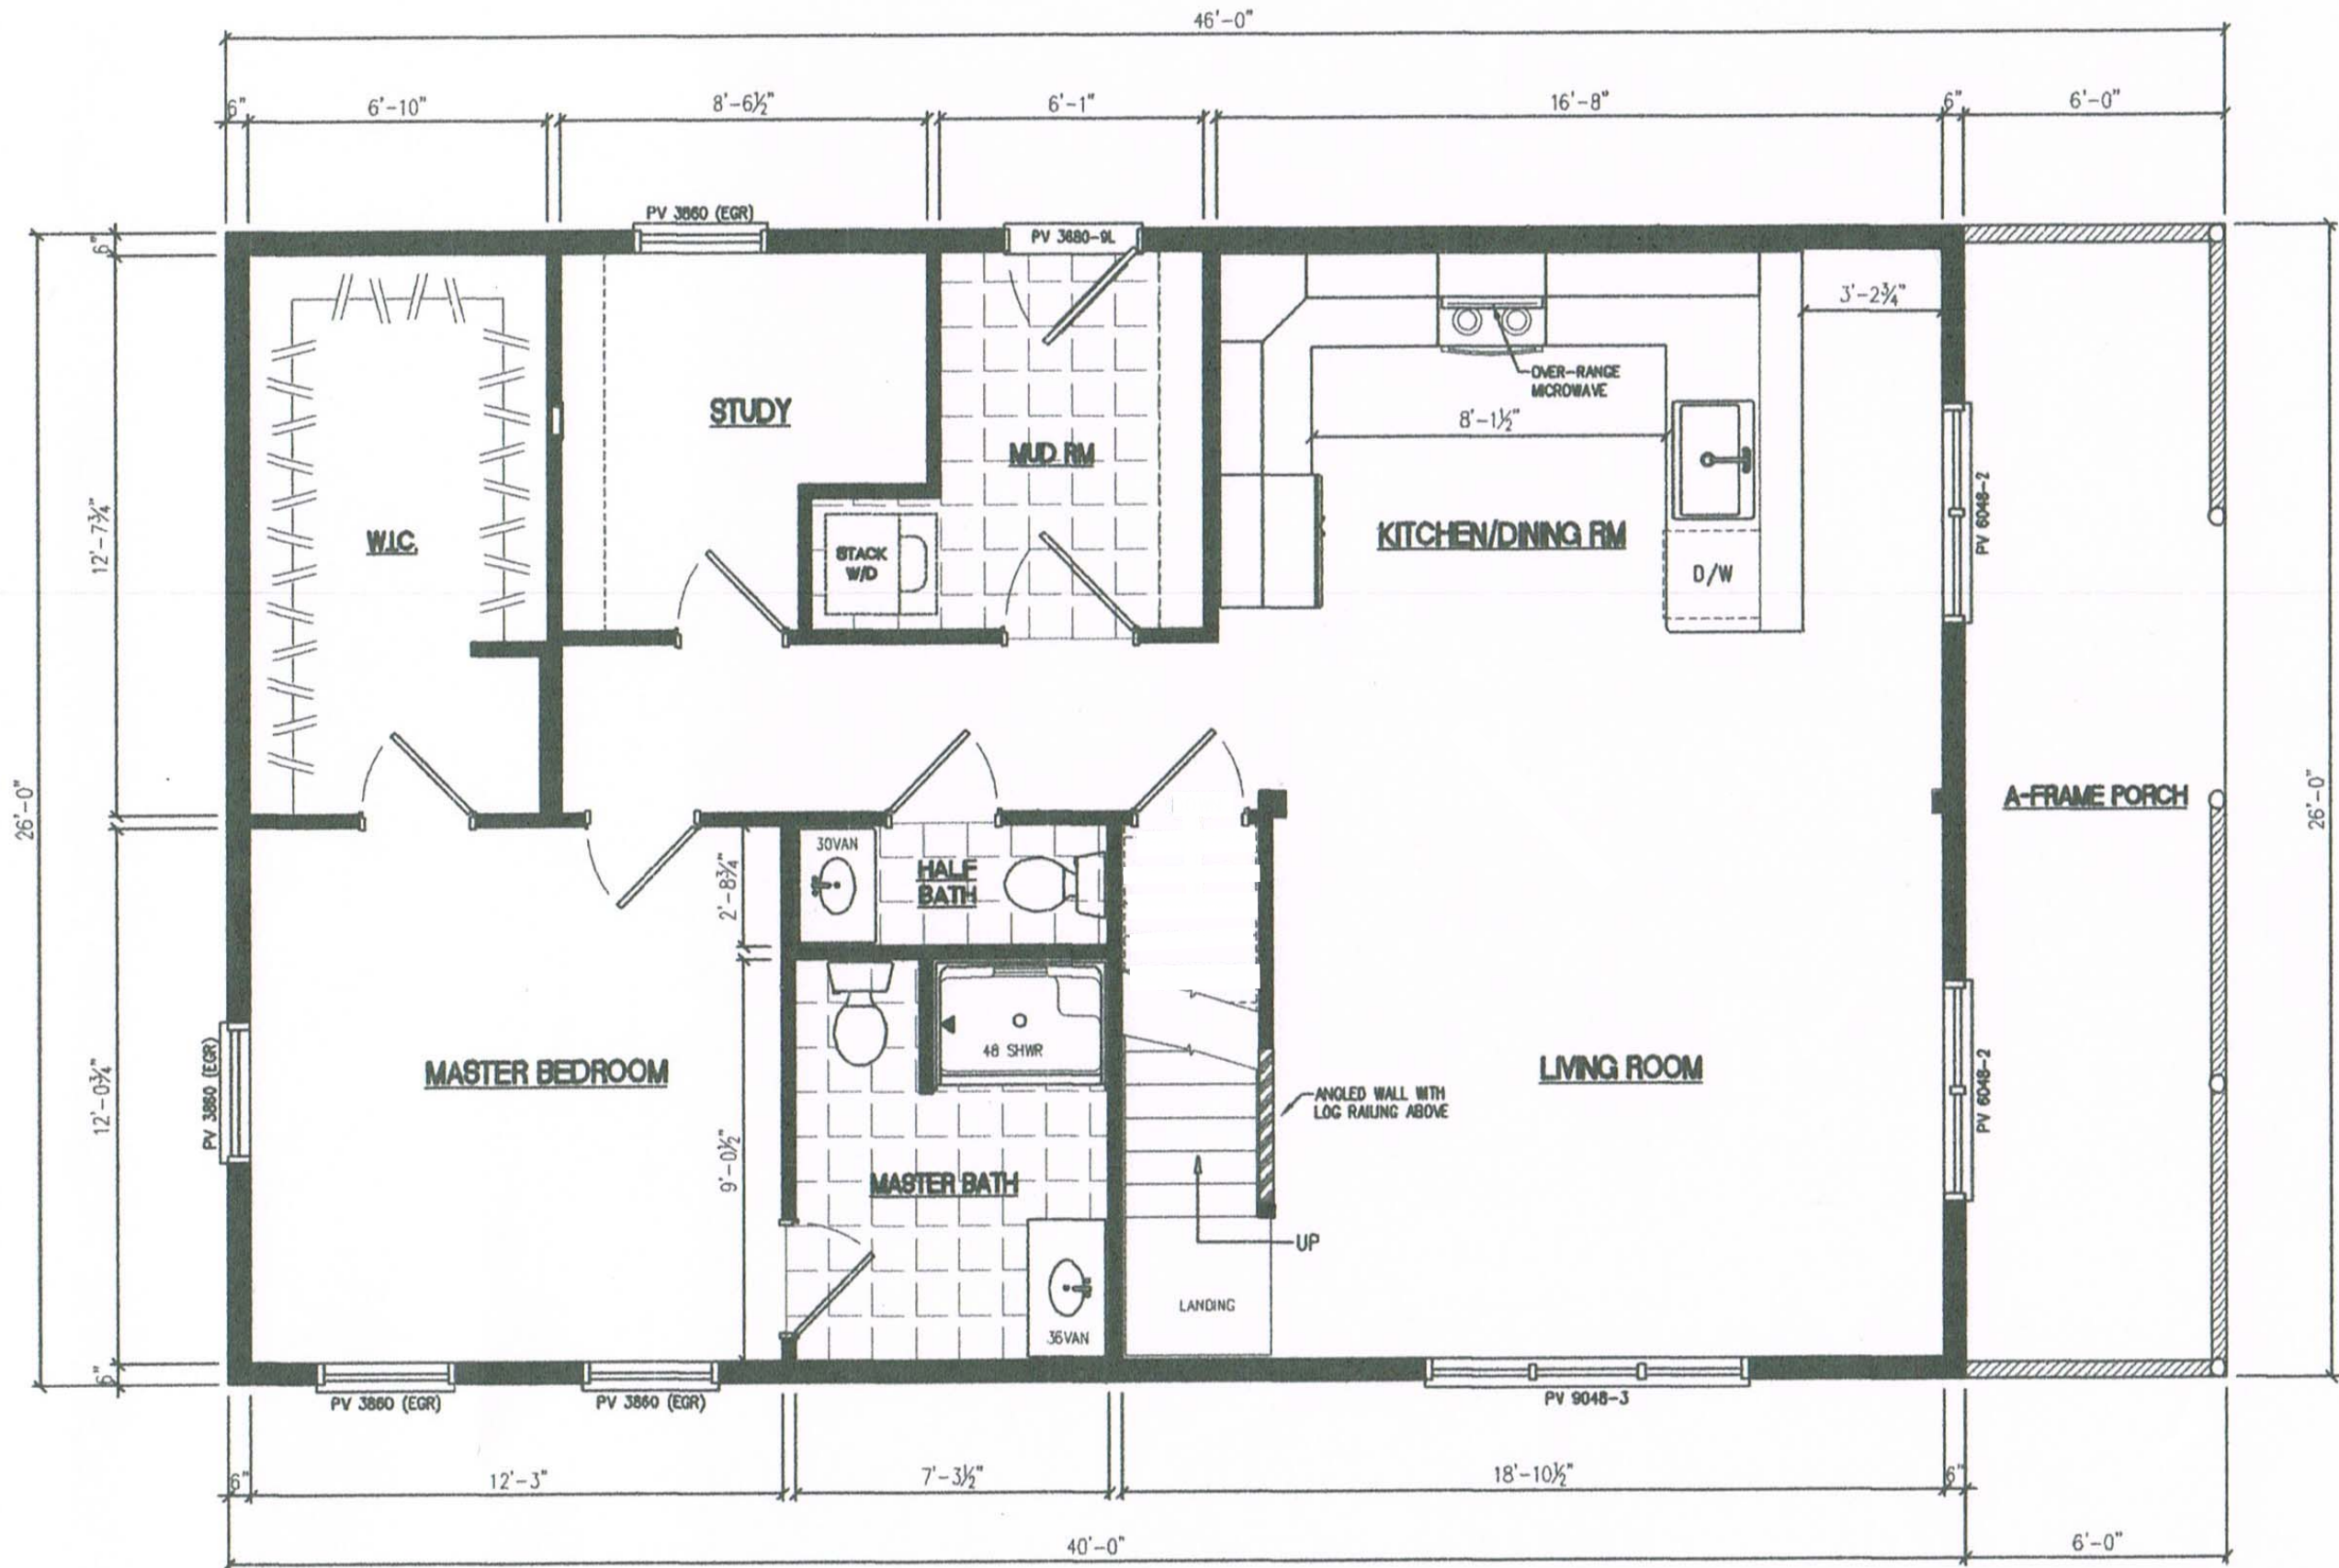 46'-0"
6" 6'-10" 8'-6½" 6'-1" 16'-8" 6" 6'-0"
PV 3860 (EGR)
PV 3680-9L
6"
3'-2¾"
OVER-RANGE
MICROWAVE
8'-1½"
STUDY
MUD RM
KITCHEN/DINING RM
W.I.C.
STACK
W/D
D/W
PV 6048-2
12'-7¾"
26'-0"
A-FRAME PORCH
26'-0"
30VAN
HALF
BATH
2'-8¾"
48 SHWR
MASTER BEDROOM
LIVING ROOM
PV 3860 (EGR)
12'-0¾"
ANGLED WALL WITH
LOG RAILING ABOVE
PV 6048-2
9'-0½"
MASTER BATH
UP
LANDING
36VAN
6"
PV 3860 (EGR) PV 3860 (EGR) PV 9048-3
6" 12'-3" 7'-3½" 18'-10½" 6"
40'-0" 6'-0"